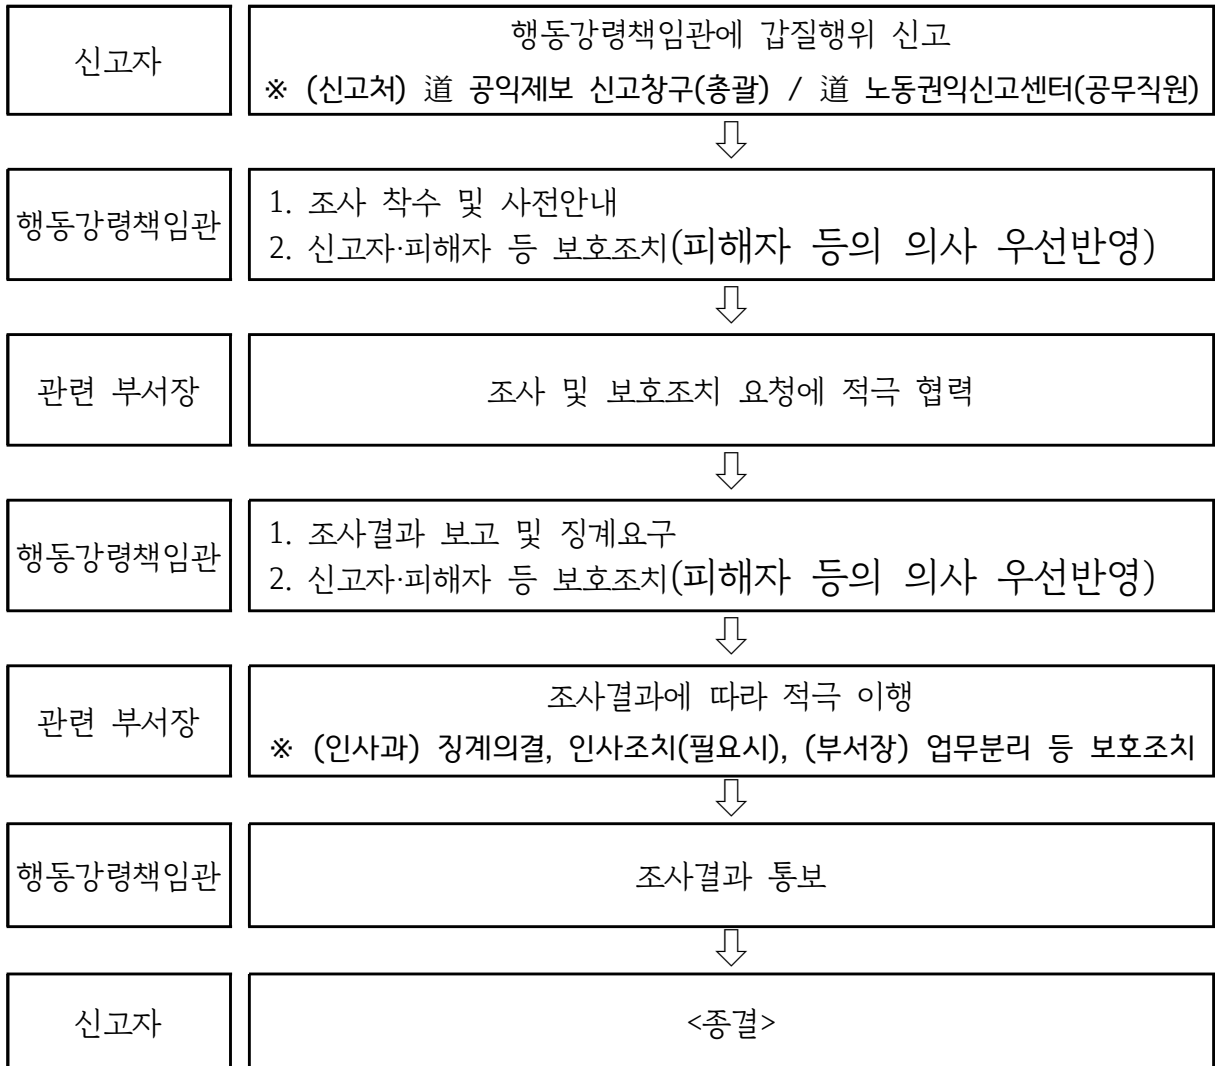 신고자
행동강령책임관에 갑질행위 신고
※ (신고처) 道 공익제보 신고창구(총괄) / 道 노동권익신고센터(공무직원)
행동강령책임관
1. 조사 착수 및 사전안내
2. 신고자·피해자 등 보호조치(피해자 등의 의사 우선반영)
관련 부서장
조사 및 보호조치 요청에 적극 협력
행동강령책임관
1. 조사결과 보고 및 징계요구
2. 신고자·피해자 등 보호조치(피해자 등의 의사 우선반영)
관련 부서장
조사결과에 따라 적극 이행
※ (인사과) 징계의결, 인사조치(필요시), (부서장) 업무분리 등 보호조치
행동강령책임관
조사결과 통보
신고자
<종결>